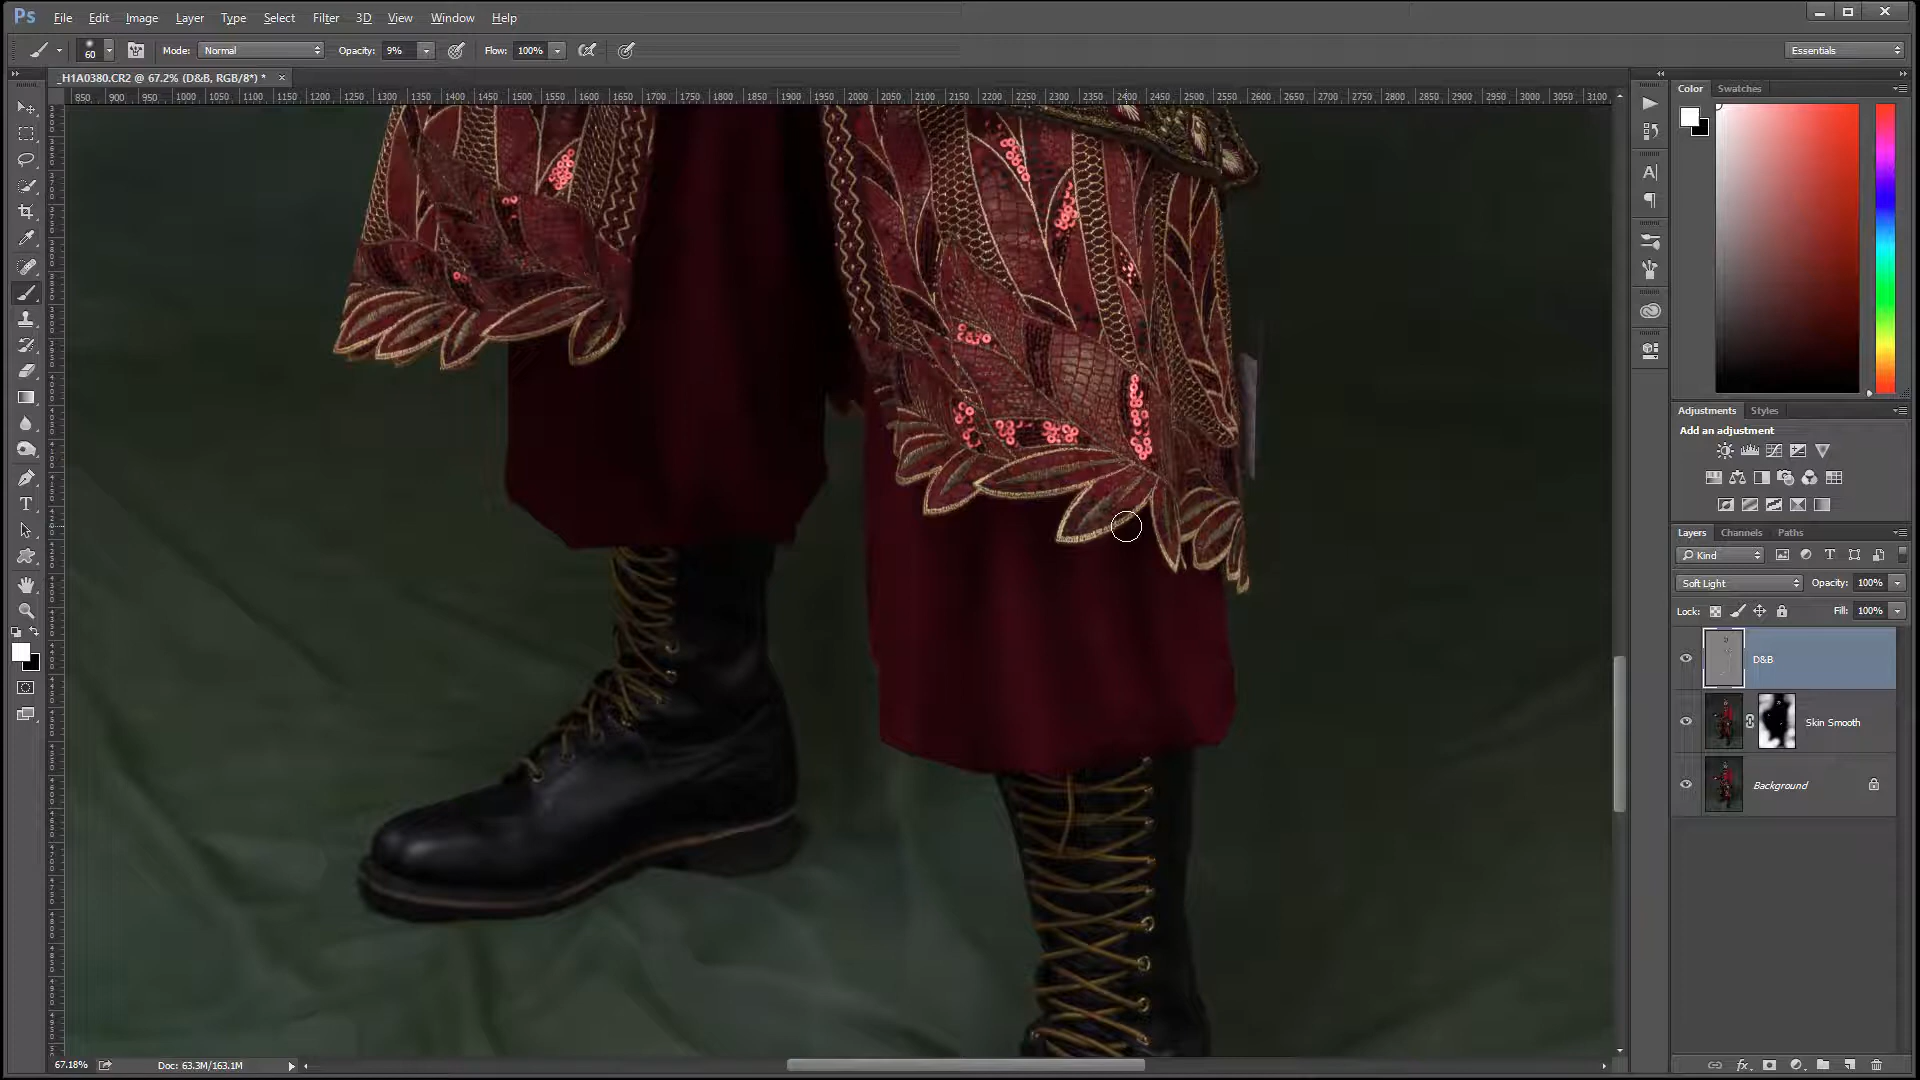 Ps File Edit Image Layer Type Select Filter 3D View Window Help
60 Mode: Normal Opacity: 9% Flow: 100% Essentials
_H1A0380.CR2 @ 67.2% (D&B, RGB/8*) * ×
850 900 950 1000 1050 1100 1150 1200 1250 1300 1350 1400 1450 1500 1550 1600 1650 1700 1750 1800 1850 1900 1950 2000 2050 2100 2150 2200 2250 2300 2350 2400 2450 2500 2550 2600 2650 2700 2750 2800 2850 2900 2950 3000 3050 3100
Color Swatches
Adjustments Styles
Add an adjustment
Layers Channels Paths
Kind
Soft Light Opacity: 100%
Lock: Fill: 100%
D&B
Skin Smooth
Background
67.18% Doc: 63.3M/163.1M